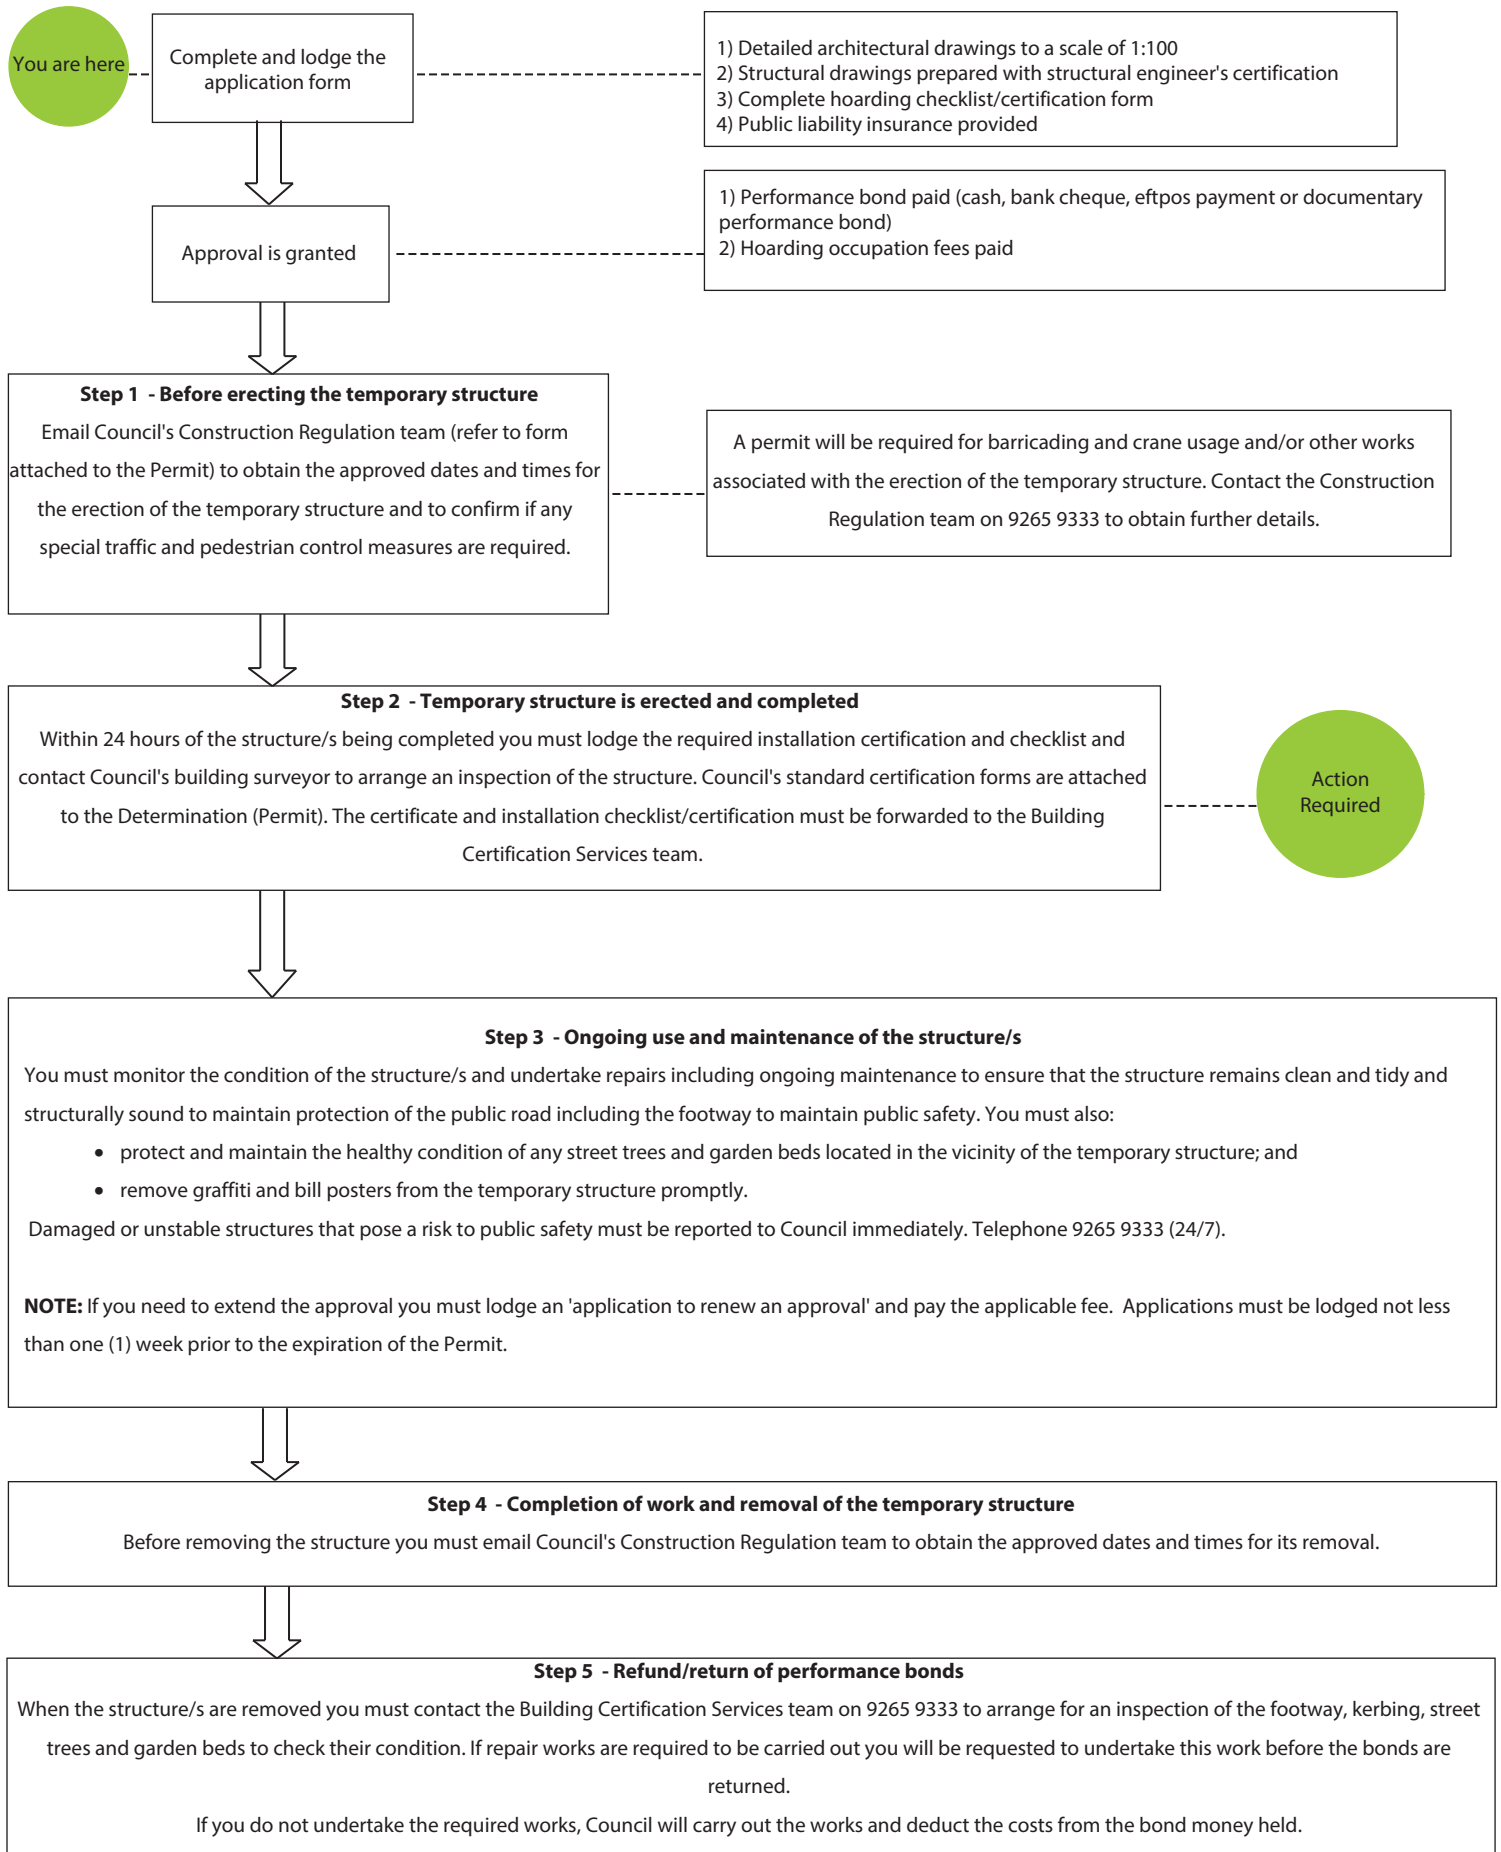 You are here
Complete and lodge the
application form
1) Detailed architectural drawings to a scale of 1:100
2) Structural drawings prepared with structural engineer's certification
3) Complete hoarding checklist/certification form
4) Public liability insurance provided
Approval is granted
1) Performance bond paid (cash, bank cheque, eftpos payment or documentary
performance bond)
2) Hoarding occupation fees paid
Step 1 - Before erecting the temporary structure
Email Council's Construction Regulation team (refer to form
attached to the Permit) to obtain the approved dates and times for
the erection of the temporary structure and to confirm if any
special traffic and pedestrian control measures are required.
A permit will be required for barricading and crane usage and/or other works
associated with the erection of the temporary structure. Contact the Construction
Regulation team on 9265 9333 to obtain further details.
Step 2 - Temporary structure is erected and completed
Within 24 hours of the structure/s being completed you must lodge the required installation certification and checklist and
contact Council's building surveyor to arrange an inspection of the structure. Council's standard certification forms are attached
to the Determination (Permit). The certificate and installation checklist/certification must be forwarded to the Building
Certification Services team.
Action
Required
Step 3 - Ongoing use and maintenance of the structure/s
You must monitor the condition of the structure/s and undertake repairs including ongoing maintenance to ensure that the structure remains clean and tidy and
structurally sound to maintain protection of the public road including the footway to maintain public safety. You must also:
• protect and maintain the healthy condition of any street trees and garden beds located in the vicinity of the temporary structure; and
• remove graffiti and bill posters from the temporary structure promptly.
Damaged or unstable structures that pose a risk to public safety must be reported to Council immediately. Telephone 9265 9333 (24/7).
NOTE: If you need to extend the approval you must lodge an 'application to renew an approval' and pay the applicable fee. Applications must be lodged not less
than one (1) week prior to the expiration of the Permit.
Step 4 - Completion of work and removal of the temporary structure
Before removing the structure you must email Council's Construction Regulation team to obtain the approved dates and times for its removal.
Step 5 - Refund/return of performance bonds
When the structure/s are removed you must contact the Building Certification Services team on 9265 9333 to arrange for an inspection of the footway, kerbing, street
trees and garden beds to check their condition. If repair works are required to be carried out you will be requested to undertake this work before the bonds are
returned.
If you do not undertake the required works, Council will carry out the works and deduct the costs from the bond money held.